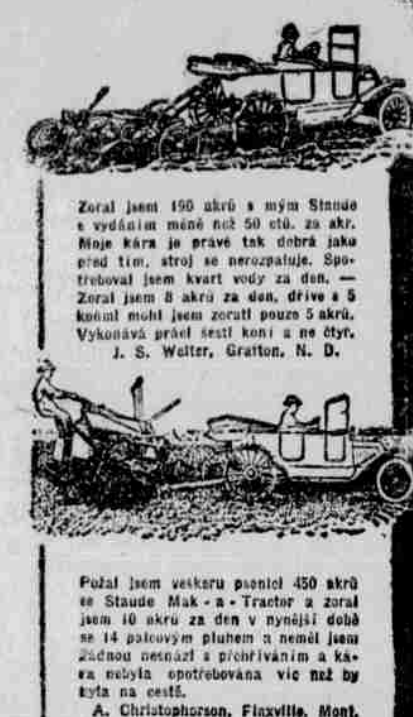 Zoral jsem 190 akrů s mým Staude
s vydáním méně než 50 ctů. za akr.
Moje kára je právě tak dobrá jako
před tím, stroj se nerozpaluje. Spo-
třeboval jsem kvart vody za den. —
Zoral jsem 8 akrů za den, dříve s 5
koňmi mohl jsem zorati pouze 5 akrů.
Vykonává práci šesti koní a ne čtyr.
J. S. Welter, Grafton, N. D.
Požal jsem veškeru psenici 450 akrů
se Staude Mak - a - Tractor a zoral
jsem 10 akrů za den v nynější době
se 14 palcovým pluhem a neměl jsem
žádnou nesnázi s přehříváním a ká-
ra nebyla opotřebována víc než by
byla na cestě.
A. Christopherson, Flaxville, Mont.